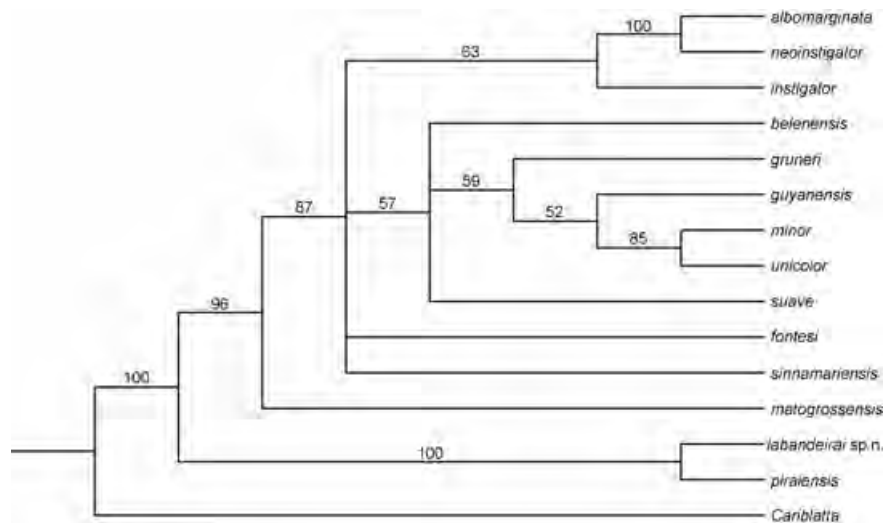 albomarginata
100
neoinstigator
63
instigator
belenensis
gruneri
59
guyanensis
87
57
52
minor
85
unicolor
suave
96
fontesi
sinnamariensis
100
matogrossensis
labandeirai sp.n.
100
piraiensis
Cariblatta